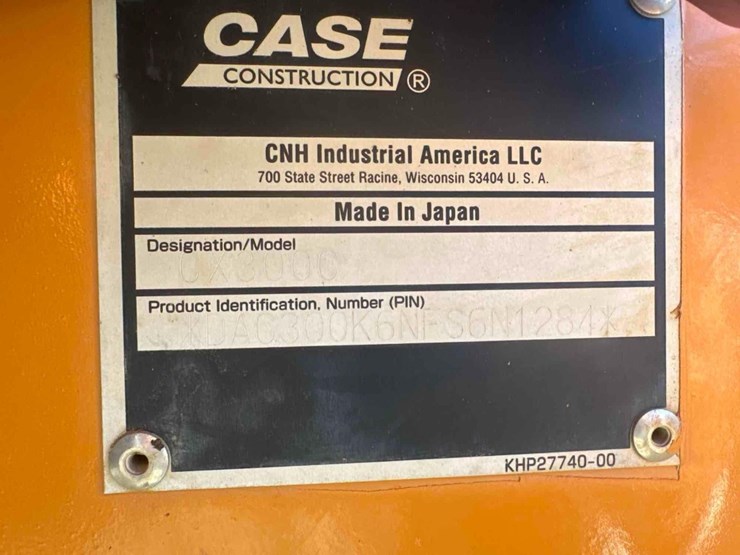 CASE
CONSTRUCTION ®
CNH Industrial America LLC
700 State Street Racine, Wisconsin 53404 U. S. A.
Made In Japan
Designation/Model
CX300C
Product Identification, Number (PIN)
*DAC300K6NFS6N1284*
KHP27740-00